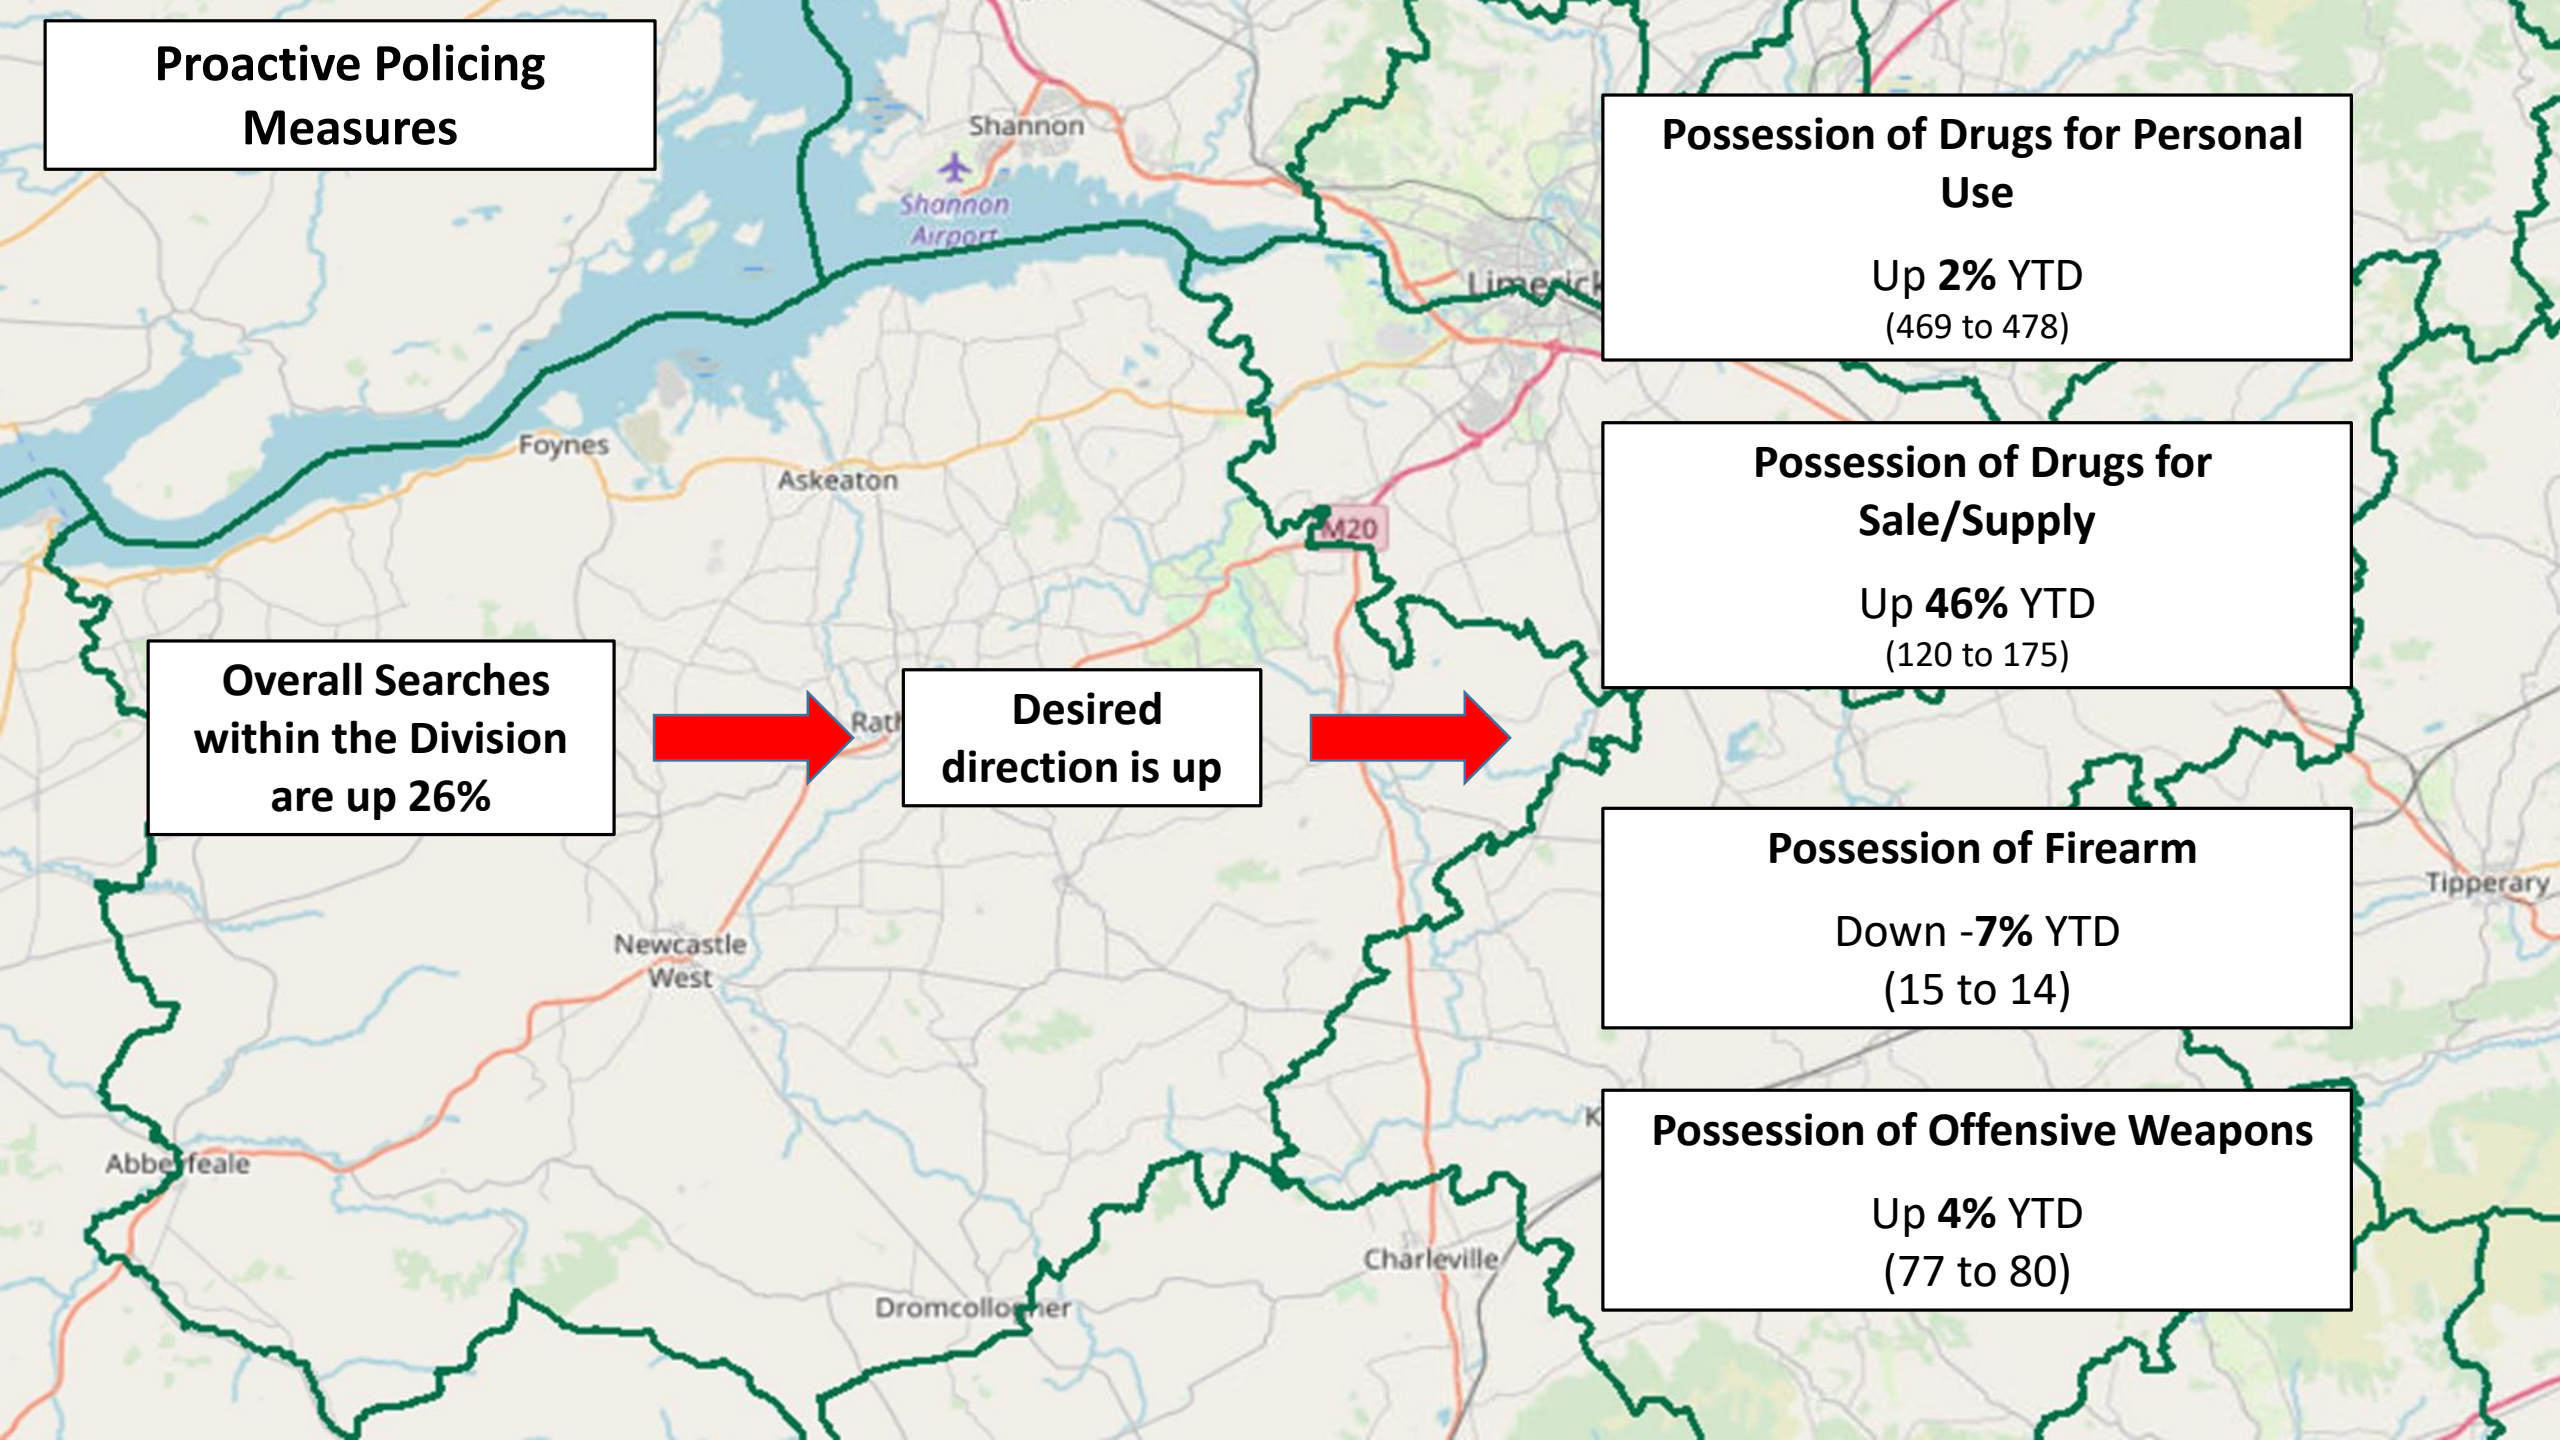 Proactive Policing
Measures
Shannon
Shannon
Airport
Limerick
Foynes
Askeaton
M20
Newcastle
West
Charleville
Tipperary
Possession of Drugs for Personal
Use
Up 2% YTD
(469 to 478)
Possession of Drugs for
Sale/Supply
Up 46% YTD
(120 to 175)
Overall Searches
within the Division
are up 26%
Desired
direction is up
Possession of Firearm
Down -7% YTD
(15 to 14)
Possession of Offensive Weapons
Up 4% YTD
(77 to 80)
Abbeyfeale
Dromcollogher